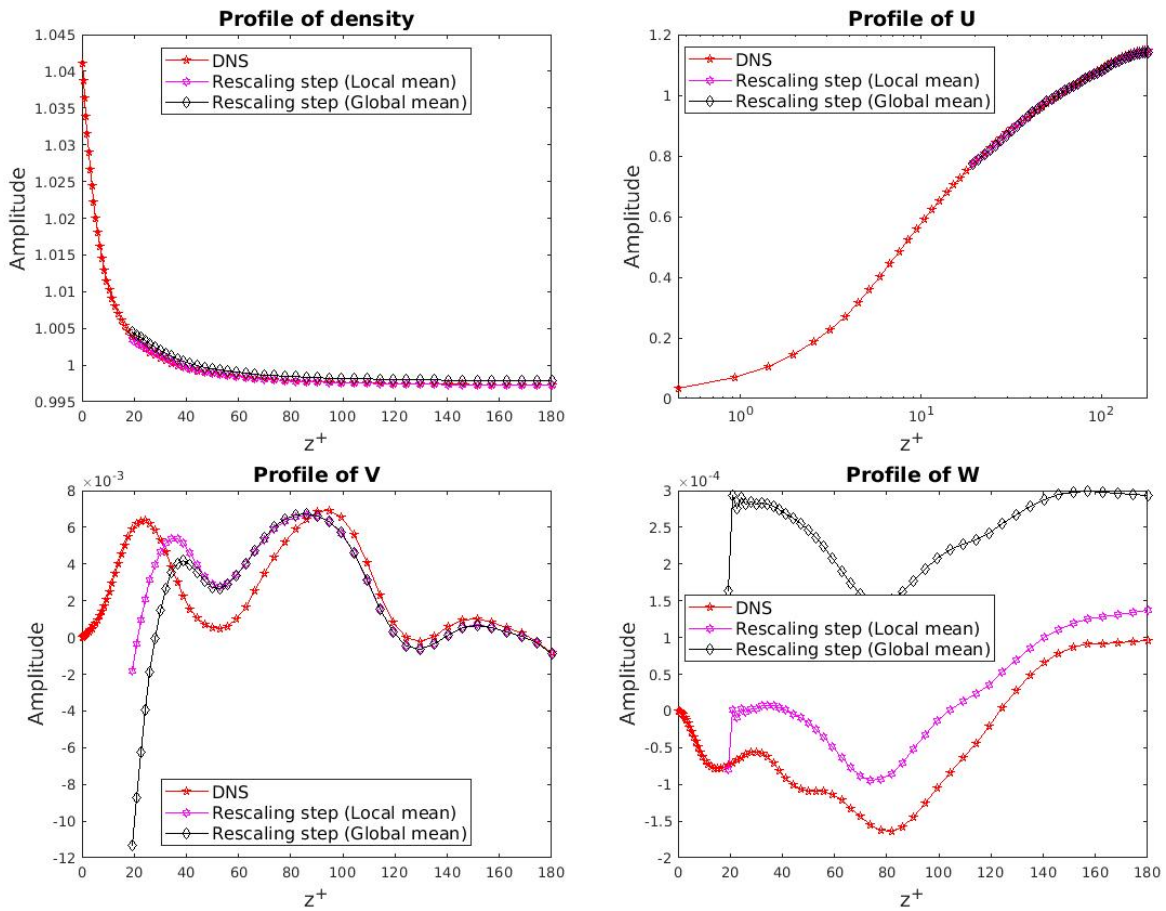 Profile of density
1.045
1.04
1.035
1.03
1.025
1.02
1.015
1.01
1.005
1
0.995
Amplitude
DNS
Rescaling step (Local mean)
Rescaling step (Global mean)
0 20 40 60 80 100 120 140 160 180
z⁺
Profile of U
1.2
1
0.8
0.6
0.4
0.2
0
Amplitude
DNS
Rescaling step (Local mean)
Rescaling step (Global mean)
10⁰ 10¹ 10²
z⁺
Profile of V
×10⁻³
8
6
4
2
0
-2
-4
-6
-8
-10
-12
Amplitude
DNS
Rescaling step (Local mean)
Rescaling step (Global mean)
0 20 40 60 80 100 120 140 160 180
z⁺
Profile of W
×10⁻⁴
3
2.5
2
1.5
1
0.5
0
-0.5
-1
-1.5
-2
Amplitude
DNS
Rescaling step (Local mean)
Rescaling step (Global mean)
0 20 40 60 80 100 120 140 160 180
z⁺